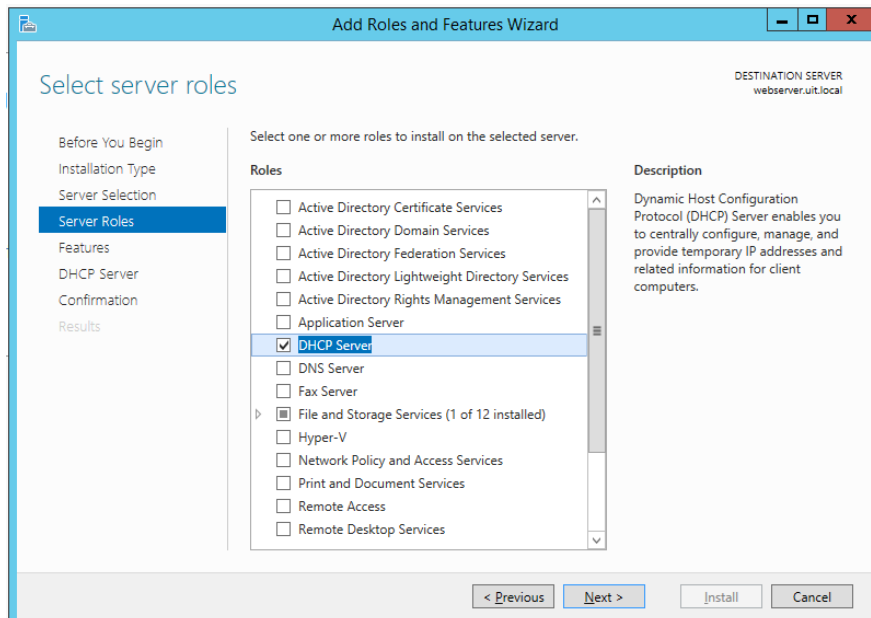 Add Roles and Features Wizard
Select server roles
DESTINATION SERVER
webserver.uit.local
Before You Begin
Installation Type
Server Selection
Server Roles
Features
DHCP Server
Confirmation
Results
Select one or more roles to install on the selected server.
Roles
Active Directory Certificate Services
Active Directory Domain Services
Active Directory Federation Services
Active Directory Lightweight Directory Services
Active Directory Rights Management Services
Application Server
DHCP Server
DNS Server
Fax Server
File and Storage Services (1 of 12 installed)
Hyper-V
Network Policy and Access Services
Print and Document Services
Remote Access
Remote Desktop Services
Description
Dynamic Host Configuration
Protocol (DHCP) Server enables you
to centrally configure, manage, and
provide temporary IP addresses and
related information for client
computers.
< Previous
Next >
Install
Cancel